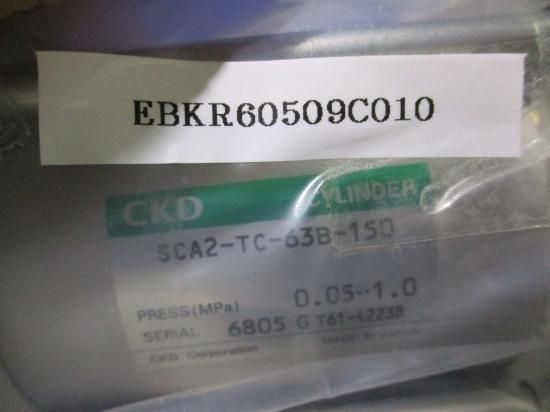 EBKR60509C010
CKD CYLINDER
SCA2-TC-63B-150
PRESS(MPa) 0.05~1.0
SERIAL 6805 G T61-42238
CKD Corporation MADE IN JAPAN